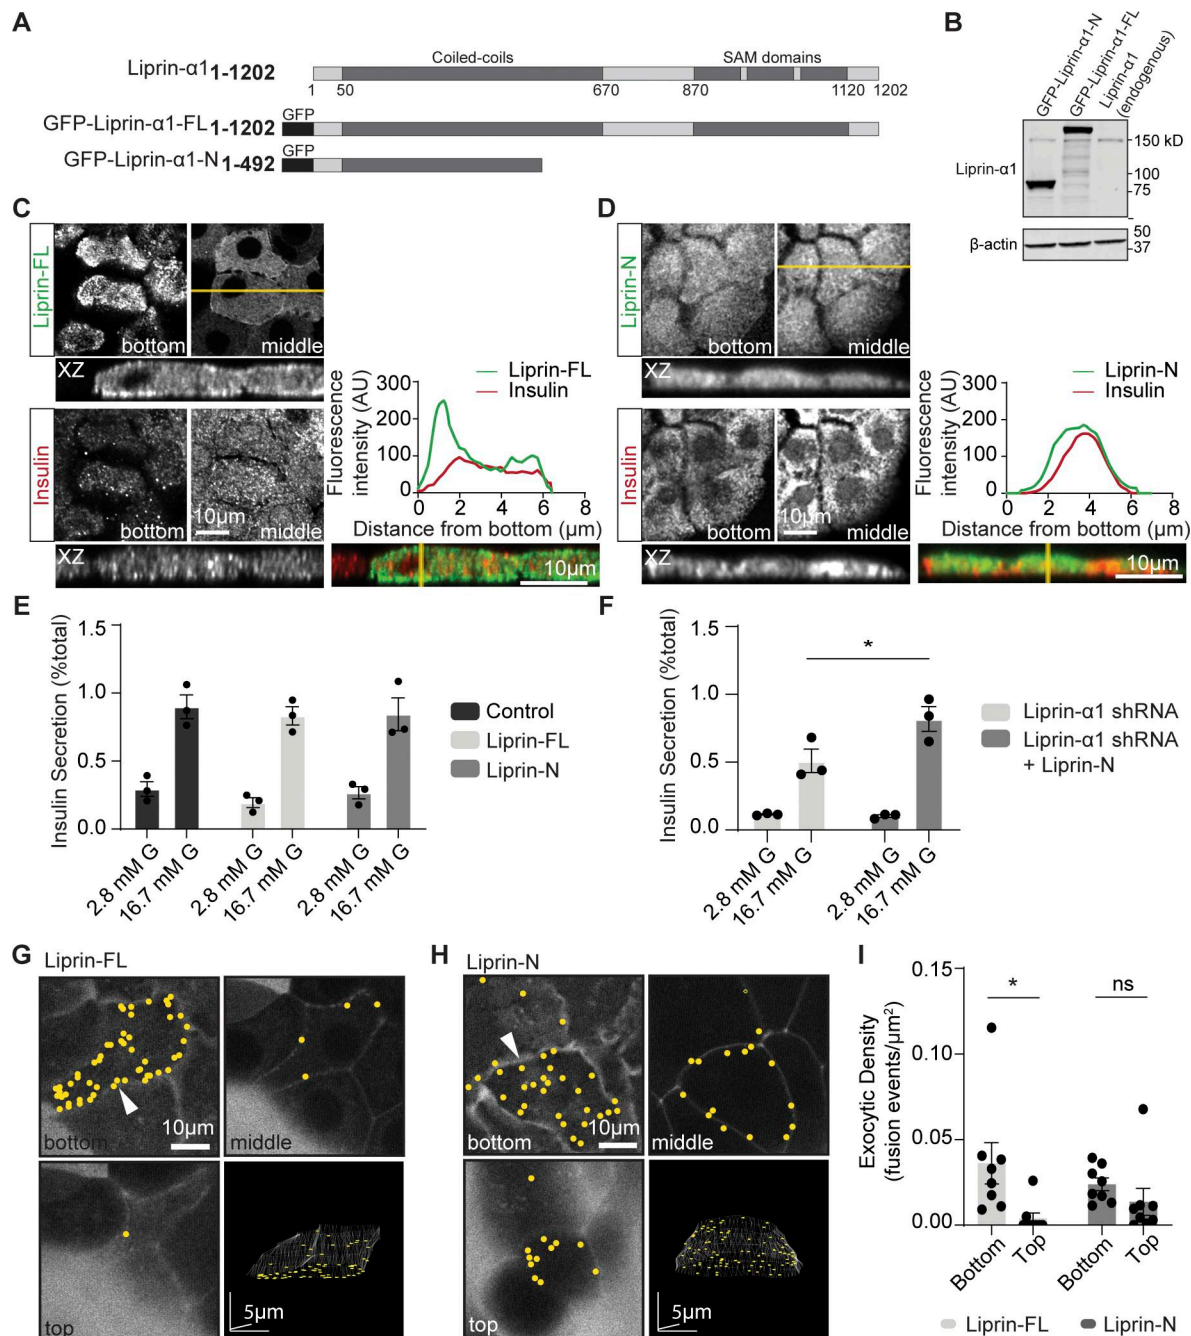 A
Coiled-coils
SAM domains
Liprin-α1 1-1202
1 50 670 870 1120 1202
GFP
GFP-Liprin-α1-FL 1-1202
GFP
GFP-Liprin-α1-N 1-492
B
GFP-Liprin-α1-N
GFP-Liprin-α1-FL
Liprin-α1
(endogenous)
Liprin-α1
150 kD
100
75
50
37
β-actin
C
Liprin-FL
bottom
middle
XZ
Insulin
bottom
10µm
middle
XZ
Liprin-FL
Insulin
Fluorescence
intensity (AU)
300
200
100
0
0 2 4 6 8
Distance from bottom (µm)
10µm
D
Liprin-N
bottom
middle
XZ
Insulin
bottom
10µm
middle
XZ
Liprin-N
Insulin
Fluorescence
intensity (AU)
300
200
100
0
0 2 4 6 8
Distance from bottom (µm)
10µm
E
Insulin Secretion (%total)
1.5
1.0
0.5
0.0
2.8 mM G
16.7 mM G
2.8 mM G
16.7 mM G
2.8 mM G
16.7 mM G
Control
Liprin-FL
Liprin-N
F
Insulin Secretion (%total)
1.5
1.0
0.5
0.0
*
2.8 mM G
16.7 mM G
2.8 mM G
16.7 mM G
Liprin-α1 shRNA
Liprin-α1 shRNA
+ Liprin-N
G
Liprin-FL
bottom
10µm
middle
top
5µm
H
Liprin-N
bottom
10µm
middle
top
5µm
I
Exocytic Density
(fusion events/µm²)
0.15
0.10
0.05
0.00
*
ns
Bottom
Top
Bottom
Top
Liprin-FL
Liprin-N